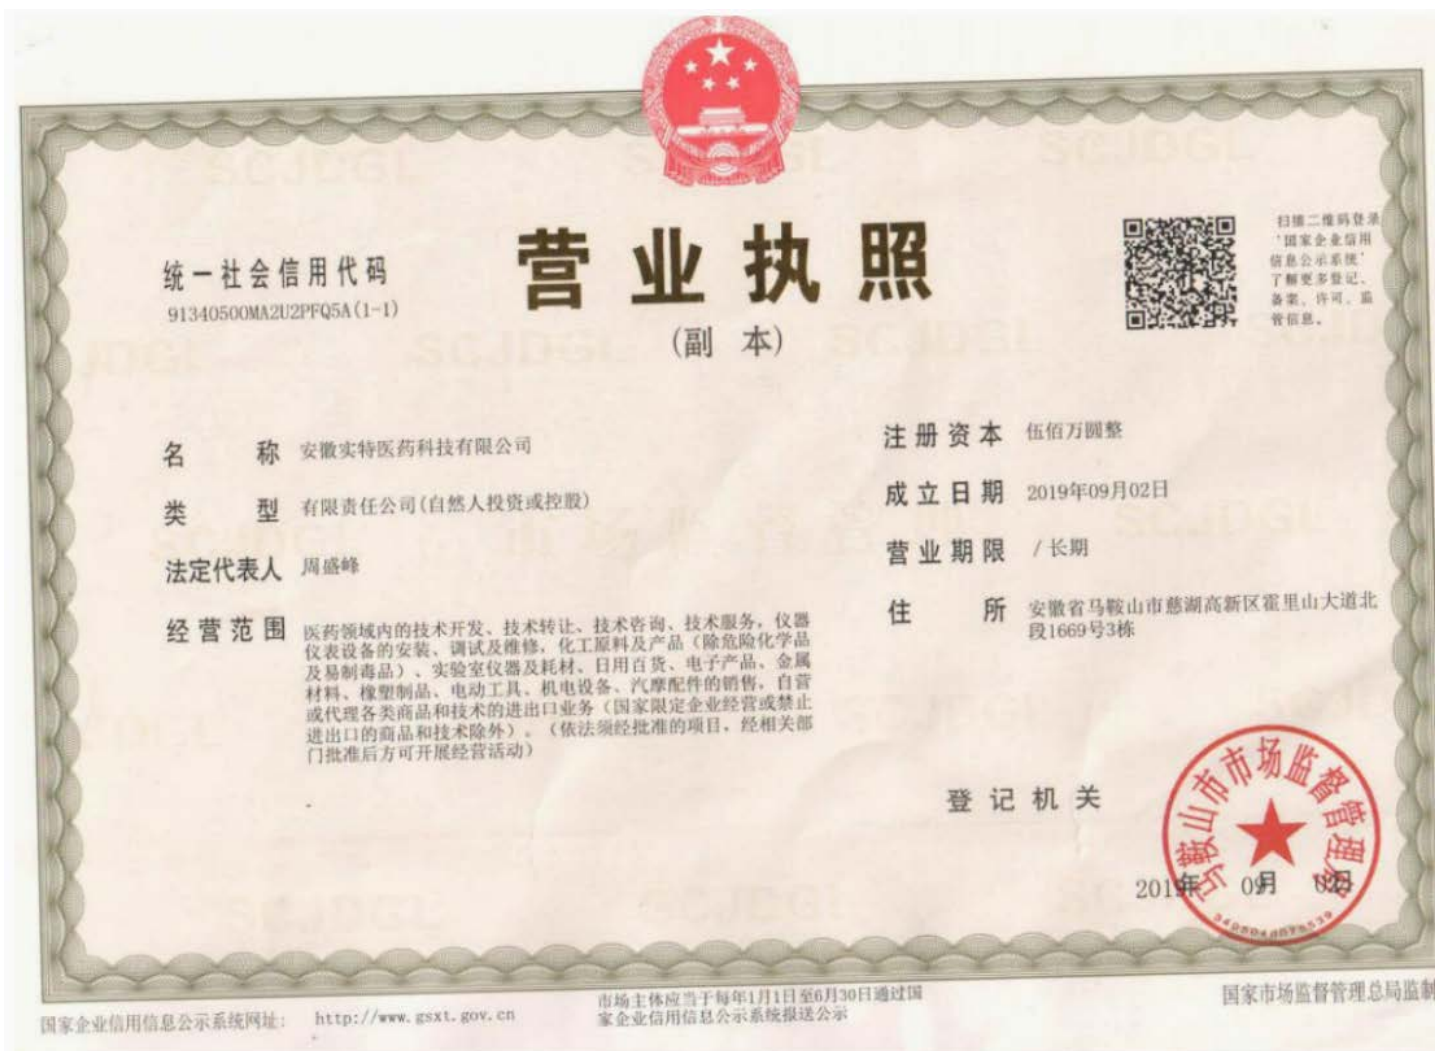 营业执照
(副 本)
统一社会信用代码
91340500MA2U2PFQ5A(1-1)
扫描二维码登录
'国家企业信用
信息公示系统'
了解更多登记、
备案、许可、监
管信息。
名 称 安徽实特医药科技有限公司
类 型 有限责任公司(自然人投资或控股)
法定代表人 周盛峰
经营范围 医药领域内的技术开发、技术转让、技术咨询、技术服务,仪器
仪表设备的安装、调试及维修,化工原料及产品(除危险化学品
及易制毒品)、实验室仪器及耗材、日用百货、电子产品、金属
材料、橡塑制品、电动工具、机电设备、汽摩配件的销售,自营
或代理各类商品和技术的进出口业务(国家限定企业经营或禁止
进出口的商品和技术除外)。(依法须经批准的项目,经相关部
门批准后方可开展经营活动)
注册资本 伍佰万圆整
成立日期 2019年09月02日
营业期限 /长期
住 所 安徽省马鞍山市慈湖高新区霍里山大道北
段1669号3栋
登记机关
马鞍山市市场监督管理局
2019年 09月 02日
国家企业信用信息公示系统网址: http://www.gsxt.gov.cn
市场主体应当于每年1月1日至6月30日通过国
家企业信用信息公示系统报送公示
国家市场监督管理总局监制
SCJDGL